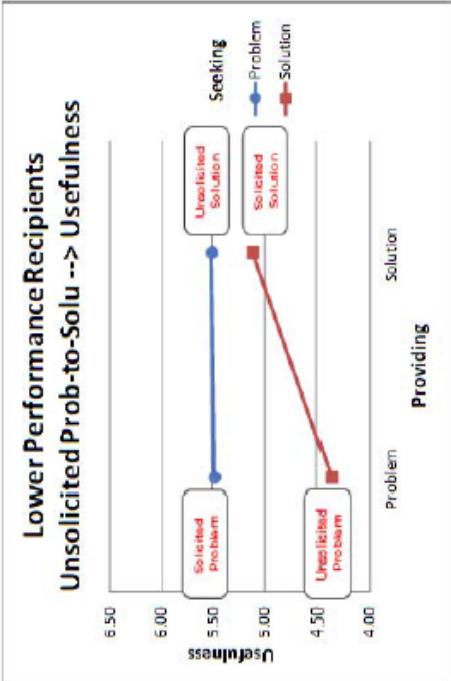 Lower Performance Recipients
Unsolicited Prob-to-Solu --> Usefulness
Usefulness
6.50
6.00
5.50
5.00
4.50
4.00
Solicited
Problem
Unsolicited
Solution
Solicited
Solution
Unsolicited
Problem
Seeking
Problem
Solution
Problem
Solution
Providing